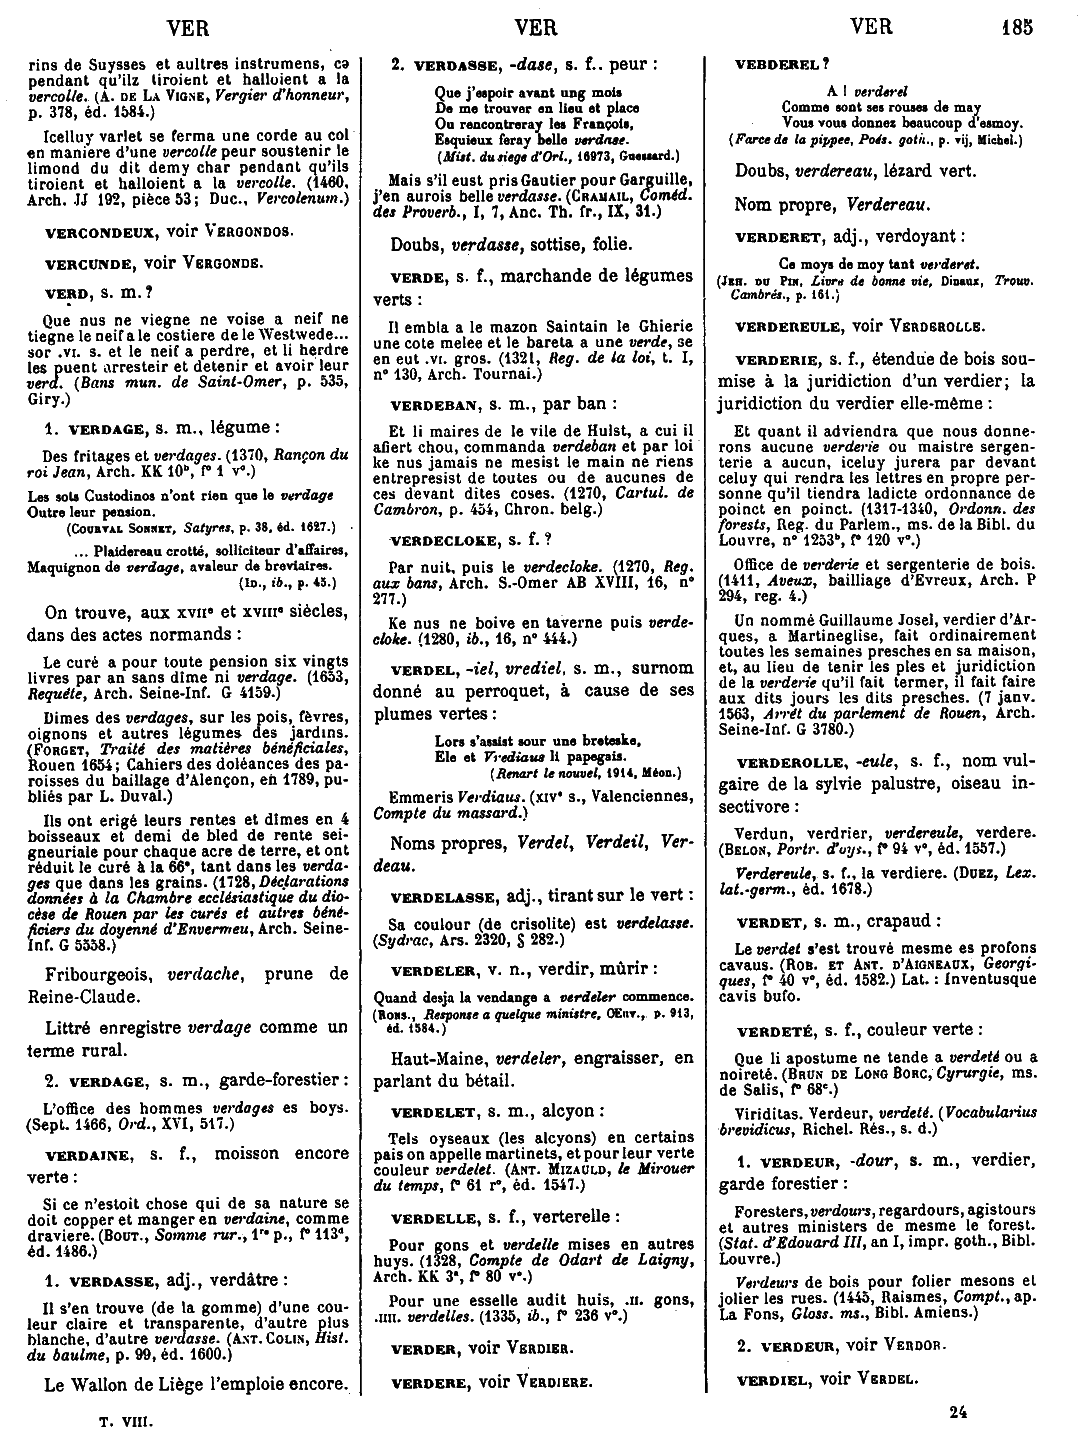 VER
VER
VER
185
rins de Suysses et aultres instrumens, ce
pendant qu'ilz tiroient et halloient a la
vercolle. (A. DE LA VIGNE, Vergier d'honneur,
p. 378, éd. 1584.)
Icelluy varlet se ferma une corde au col
en maniere d'une vercolle peur soustenir le
limond du dit demy char pendant qu'ils
tiroient et halloient a la vercolle. (1460,
Arch. JJ 192, pièce 53; Duc., Vercolenum.)
VERCONDEUX, voir VERGONDOS.
VERCUNDE, voir VERGONDE.
VERD, s. m.?
Que nus ne viegne ne voise a neif ne
tiegne le neif a le costiere de le Westwede...
sor .VI. s. et le neif a perdre, et li herdre
les puent arresteir et detenir et avoir leur
verd. (Bans mun. de Saint-Omer, p. 535,
Giry.)
1. VERDAGE, s. m., légume :
Des fritages et verdages. (1370, Rançon du
roi Jean, Arch. KK 10ᵇ, f° 1 v°.)
Les sots Custodinos n'ont rien que le verdage
Outre leur pension.
(COURVAL SONNET, Satyres, p. 38, éd. 1627.)
... Plaidereau crotté, solliciteur d'affaires,
Maquignon de verdage, avaleur de breviaires.
(ID., ib., p. 45.)
On trouve, aux XVIIᵉ et XVIIIᵉ siècles,
dans des actes normands :
Le curé a pour toute pension six vingts
livres par an sans dîme ni verdage. (1653,
Requéte, Arch. Seine-Inf. G 4159.)
Dimes des verdages, sur les pois, fèvres,
oignons et autres légumes des jardins.
(FORGET, Traité des matières bénéficiales,
Rouen 1654; Cahiers des doléances des pa-
roisses du baillage d'Alençon, en 1789, pu-
bliés par L. Duval.)
Ils ont erigé leurs rentes et dîmes en 4
boisseaux et demi de bled de rente sei-
gneuriale pour chaque acre de terre, et ont
réduit le curé à la 66ᵉ, tant dans les verda-
ges que dans les grains. (1728, Déclarations
données à la Chambre ecclésiastique du dio-
cèse de Rouen par les curés et autres béné-
ficiers du doyenné d'Envermeu, Arch. Seine-
Inf. G 5558.)
Fribourgeois, verdache, prune de
Reine-Claude.
Littré enregistre verdage comme un
terme rural.
2. VERDAGE, s. m., garde-forestier :
L'office des hommes verdages es boys.
(Sept. 1466, Ord., XVI, 517.)
VERDAINE, s. f., moisson encore
verte :
Si ce n'estoit chose qui de sa nature se
doit copper et manger en verdaine, comme
draviere. (BOUT., Somme rur., 1ʳᵉ p., f° 113ᵈ,
éd. 1486.)
1. VERDASSE, adj., verdâtre :
Il s'en trouve (de la gomme) d'une cou-
leur claire et transparente, d'autre plus
blanche, d'autre verdasse. (ANT. COLIN, Hist.
du baulme, p. 99, éd. 1600.)
Le Wallon de Liège l'emploie encore.
T. VIII.
2. VERDASSE, -dase, s. f.. peur :
Que j'espoir avant ung mois
De me trouver en lieu et place
Ou rencontreray les François,
Esquieux feray belle verdase.
(Mist. du siege d'Orl., 16973, Guessard.)
Mais s'il eust pris Gautier pour Garguille,
j'en aurois belle verdasse. (CRAMAIL, Coméd.
des Proverb., I, 7, Anc. Th. fr., IX, 31.)
Doubs, verdasse, sottise, folie.
VERDE, s. f., marchande de légumes
verts :
Il embla a le mazon Saintain le Ghierie
une cote melee et le bareta a une verde, se
en eut .VI. gros. (1321, Reg. de la loi, t. I,
n° 130, Arch. Tournai.)
VERDEBAN, s. m., par ban :
Et li maires de le vile de Hulst, a cui il
afiert chou, commanda verdeban et par loi
ke nus jamais ne mesist le main ne riens
entrepresist de toutes ou de aucunes de
ces devant dites coses. (1270, Cartul. de
Cambron, p. 454, Chron. belg.)
VERDECLOKE, s. f.?
Par nuit, puis le verdecloke. (1270, Reg.
aux bans, Arch. S.-Omer AB XVIII, 16, n°
277.)
Ke nus ne boive en taverne puis verde-
cloke. (1280, ib., 16, n° 444.)
VERDEL, -iel, vrediel, s. m., surnom
donné au perroquet, à cause de ses
plumes vertes :
Lors s'assist sour une breteske,
Ele et Vrediaus li papegais.
(Renart le nouvel, 1914, Méon.)
Emmeris Verdiaus. (XIVᵉ s., Valenciennes,
Compte du massard.)
Noms propres, Verdel, Verdeil, Ver-
deau.
VERDELASSE, adj., tirant sur le vert :
Sa coulour (de crisolite) est verdelasse.
(Sydrac, Ars. 2320, § 282.)
VERDELER, v. n., verdir, mûrir :
Quand desja la vendange a verdeler commence.
(RONS., Response a quelque ministre, Œuv., p. 913,
éd. 1584.)
Haut-Maine, verdeler, engraisser, en
parlant du bétail.
VERDELET, s. m., alcyon :
Tels oyseaux (les alcyons) en certains
pais on appelle martinets, et pour leur verte
couleur verdelet. (ANT. MIZAULD, le Mirouer
du temps, f° 61 r°, éd. 1547.)
VERDELLE, s. f., verterelle :
Pour gons et verdelle mises en autres
huys. (1328, Compte de Odart de Laigny,
Arch. KK 3ᵃ, f° 80 v°.)
Pour une esselle audit huis, .II. gons,
.IIII. verdelles. (1335, ib., f° 236 v°.)
VERDER, voir VERDIER.
VERDERE, voir VERDIERE.
VERDEREL?
A! verderel
Comme sont ses rouses de may
Vous vous donnez beaucoup d'esmoy.
(Farce de la pippee, Poés. goth., p. vij, Michel.)
Doubs, verdereau, lézard vert.
Nom propre, Verdereau.
VERDERET, adj., verdoyant :
Ce moys de moy tant verderet.
(JEH. DU PIN, Livre de bonne vie, Dinaux, Trouv.
Cambrés., p. 161.)
VERDEREULE, voir VERDEROLLE.
VERDERIE, s. f., étendue de bois sou-
mise à la juridiction d'un verdier; la
juridiction du verdier elle-même :
Et quant il adviendra que nous donne-
rons aucune verderie ou maistre sergen-
terie a aucun, iceluy jurera par devant
celuy qui rendra les lettres en propre per-
sonne qu'il tiendra ladicte ordonnance de
poinct en poinct. (1317-1340, Ordonn. des
forests, Reg. du Parlem., ms. de la Bibl. du
Louvre, n° 1253ᵇ, f° 120 v°.)
Office de verderie et sergenterie de bois.
(1411, Aveux, bailliage d'Evreux, Arch. P
294, reg. 4.)
Un nommé Guillaume Josel, verdier d'Ar-
ques, a Martineglise, fait ordinairement
toutes les semaines presches en sa maison,
et, au lieu de tenir les ples et juridiction
de la verderie qu'il fait termer, il fait faire
aux dits jours les dits presches. (7 janv.
1563, Arrêt du parlement de Rouen, Arch.
Seine-Inf. G 3780.)
VERDEROLLE, -eule, s. f., nom vul-
gaire de la sylvie palustre, oiseau in-
sectivore :
Verdun, verdrier, verdereule, verdere.
(BELON, Portr. d'oys., f° 94 v°, éd. 1557.)
Verdereule, s. f., la verdiere. (DUEZ, Lex.
lat.-germ., éd. 1678.)
VERDET, s. m., crapaud :
Le verdet s'est trouvé mesme es profons
cavaus. (ROB. ET ANT. D'AIGNEAUX, Georgi-
ques, f° 40 v°, éd. 1582.) Lat. : Inventusque
cavis bufo.
VERDETÉ, s. f., couleur verte :
Que li apostume ne tende a verdeté ou a
noireté. (BRUN DE LONG BORC, Cyrurgie, ms.
de Salis, f° 68ᶜ.)
Viriditas. Verdeur, verdeté. (Vocabularius
brevidicus, Richel. Rés., s. d.)
1. VERDEUR, -dour, s. m., verdier,
garde forestier :
Foresters, verdours, regardours, agistours
et autres ministers de mesme le forest.
(Stat. d'Edouard III, an I, impr. goth., Bibl.
Louvre.)
Verdeurs de bois pour folier mesons et
jolier les rues. (1445, Raismes, Compt., ap.
La Fons, Gloss. ms., Bibl. Amiens.)
2. VERDEUR, voir VERDOR.
VERDIEL, voir VERDEL.
24